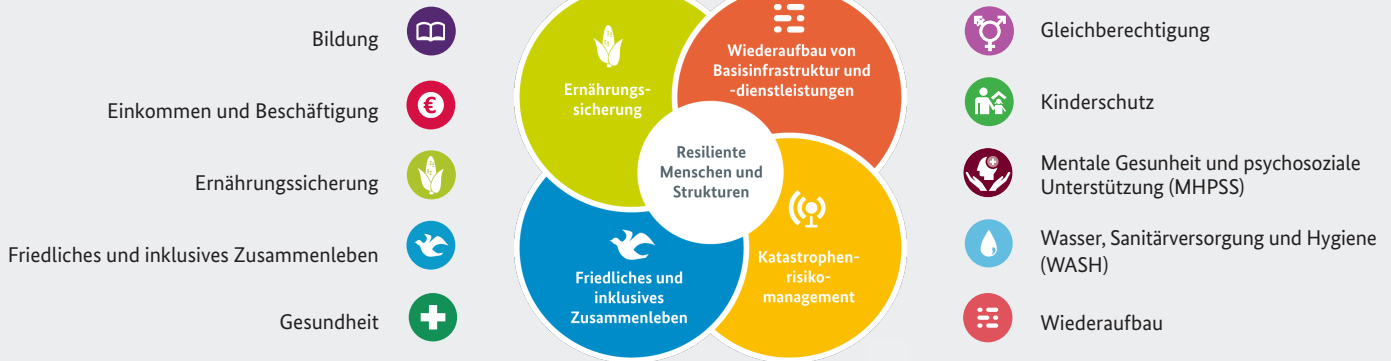 Bildung
Einkommen und Beschäftigung
Ernährungssicherung
Friedliches und inklusives Zusammenleben
Gesundheit
Ernährungs-
sicherung
Wiederaufbau von
Basisinfrastruktur und
-dienstleistungen
Resiliente
Menschen und
Strukturen
Friedliches und
inklusives
Zusammenleben
Katastrophen-
risiko-
management
Gleichberechtigung
Kinderschutz
Mentale Gesunheit und psychosoziale
Unterstützung (MHPSS)
Wasser, Sanitärversorgung und Hygiene
(WASH)
Wiederaufbau